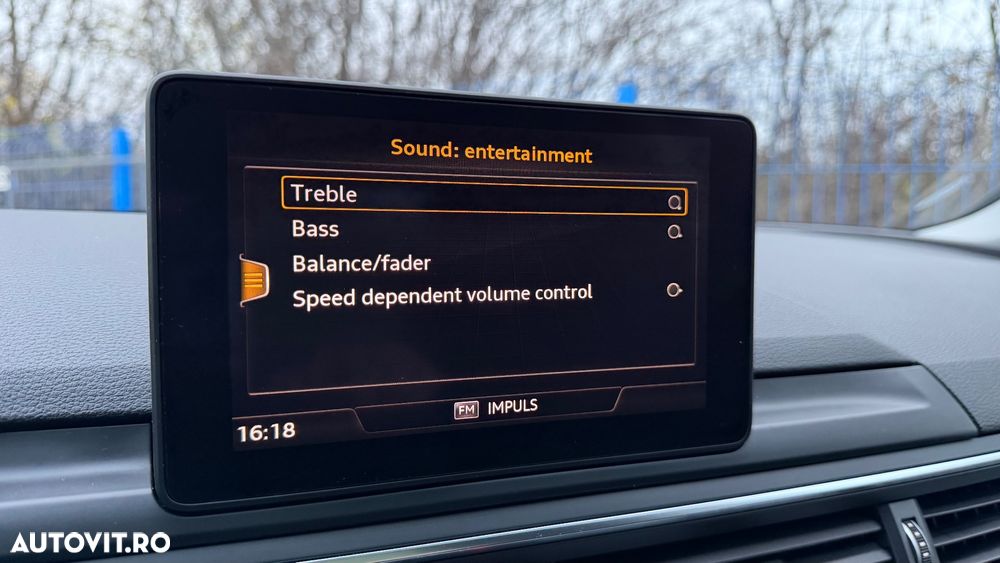 Sound: entertainment
Treble
Bass
Balance/fader
Speed dependent volume control
FM IMPULS
16:18
AUTOVIT.RO